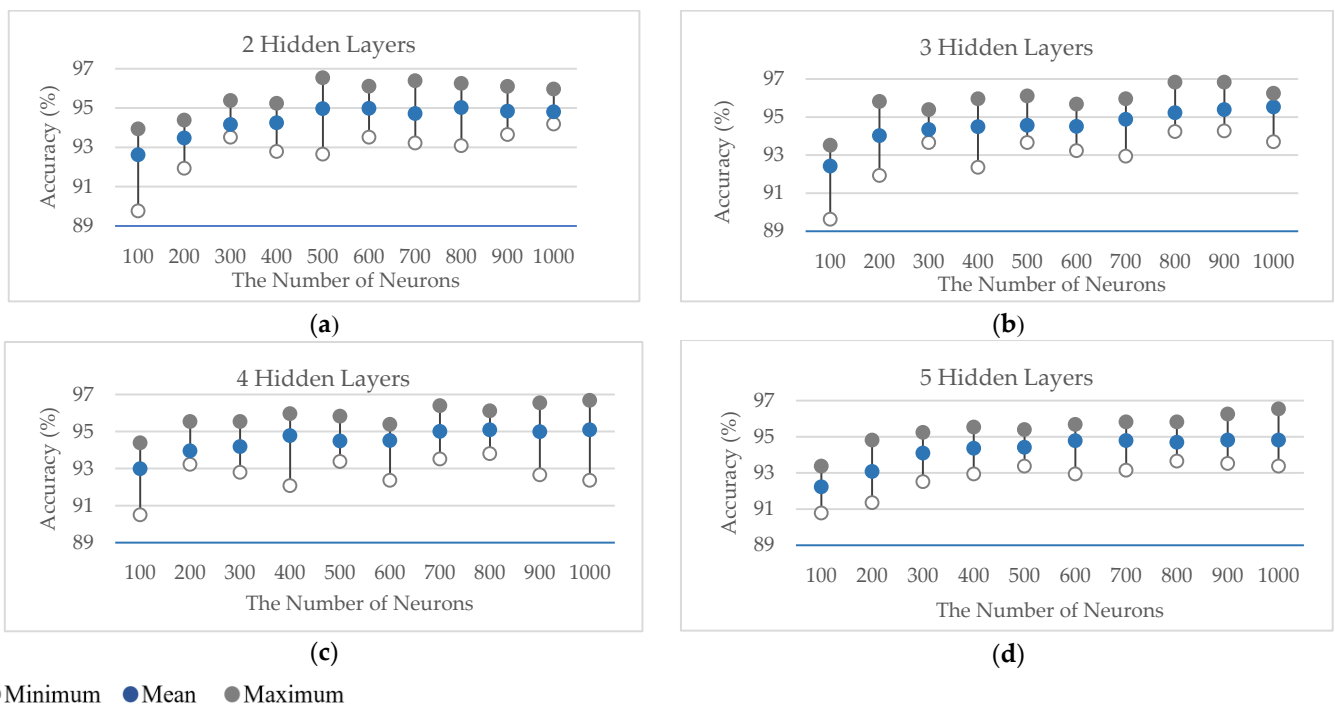 2 Hidden Layers
97
95
93
91
89
Accuracy (%)
100 200 300 400 500 600 700 800 900 1000
The Number of Neurons
(a)
3 Hidden Layers
97
95
93
91
89
Accuracy (%)
100 200 300 400 500 600 700 800 900 1000
The Number of Neurons
(b)
4 Hidden Layers
97
95
93
91
89
Accuracy (%)
100 200 300 400 500 600 700 800 900 1000
The Number of Neurons
(c)
5 Hidden Layers
97
95
93
91
89
Accuracy (%)
100 200 300 400 500 600 700 800 900 1000
The Number of Neurons
(d)
Minimum Mean Maximum